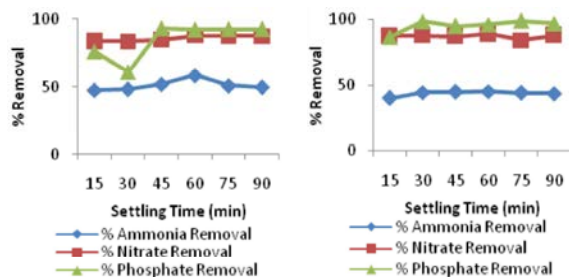 100
50
0
% Removal
15 30 45 60 75 90
Settling Time (min)
% Ammonia Removal
% Nitrate Removal
% Phosphate Removal
100
50
0
% Removal
15 30 45 60 75 90
Settling Time (min)
% Ammonia Removal
% Nitrate Removal
% Phosphate Removal